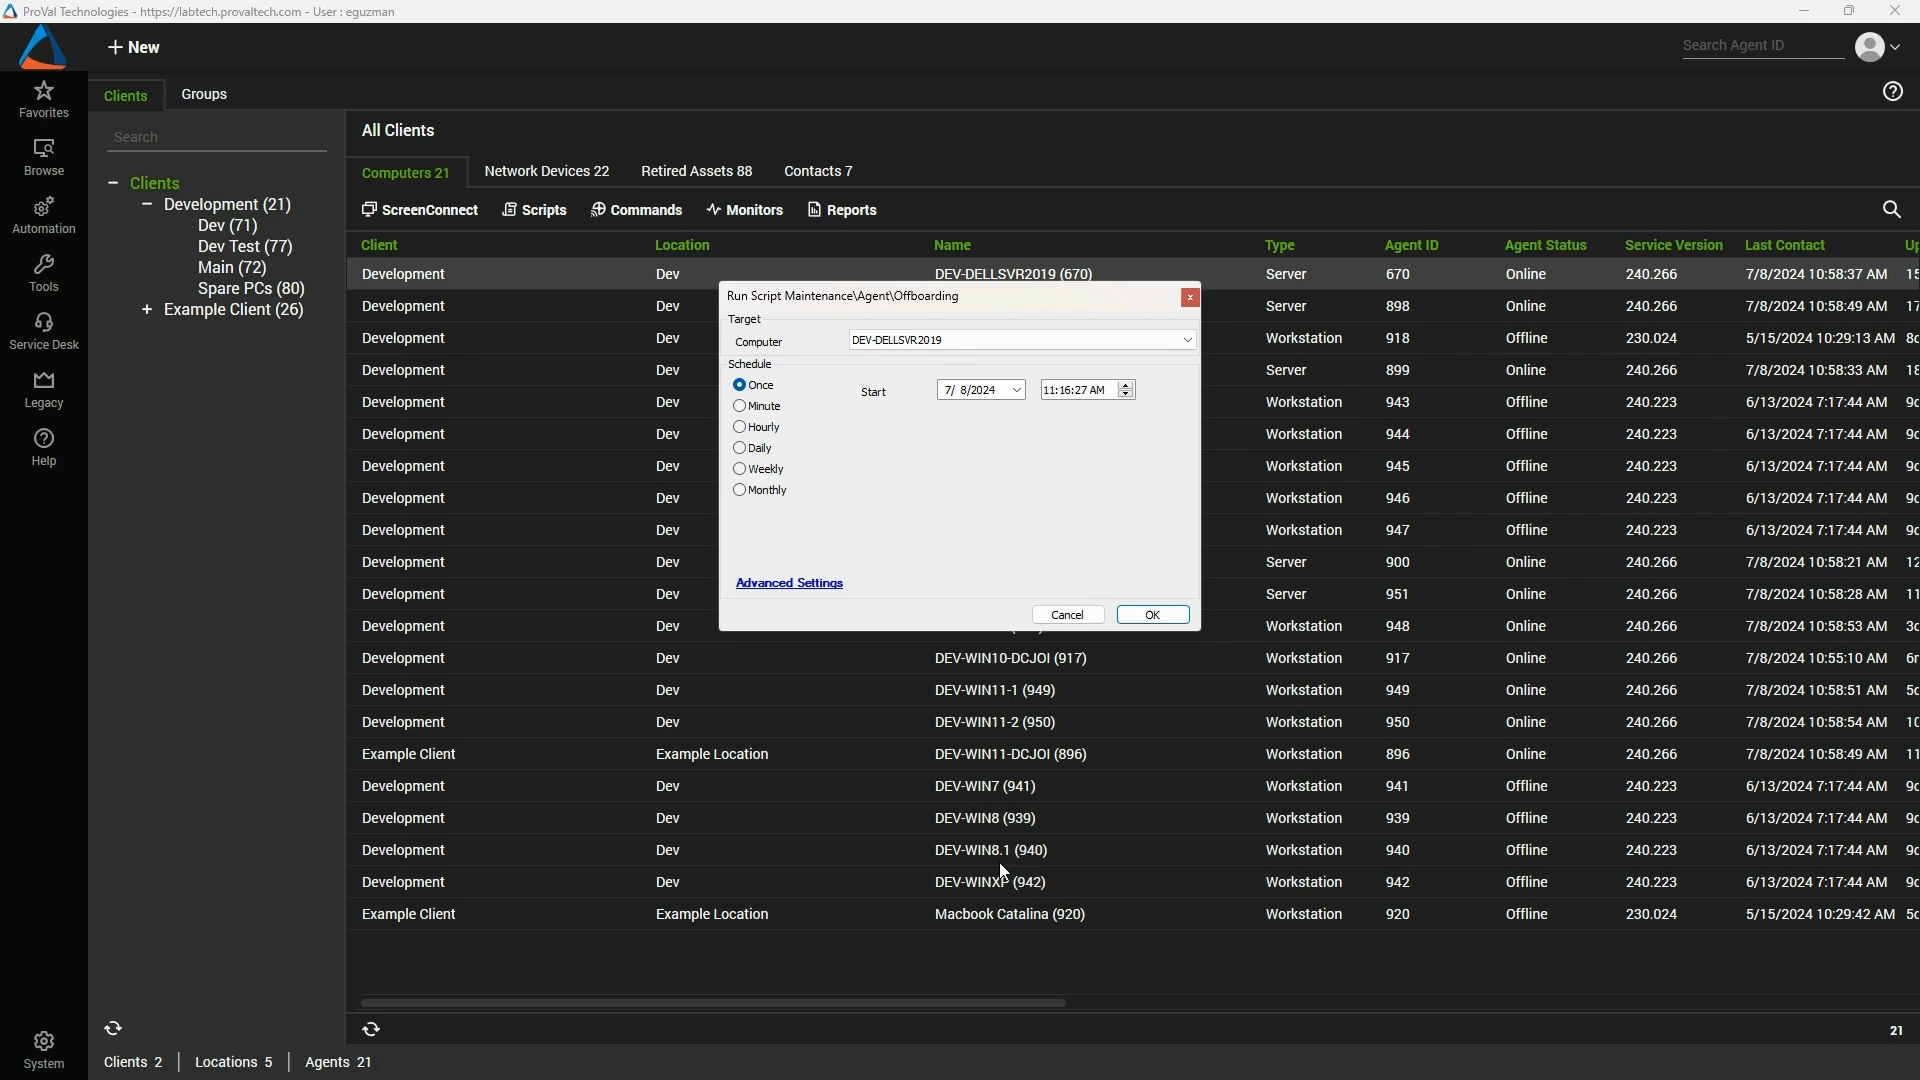 ProVal Technologies - https://labtech.provaltech.com - User : eguzman
+ New
Search Agent ID
Favorites
Browse
Automation
Tools
Service Desk
Legacy
Help
System
Clients Groups
Search
Clients
Development (21)
Dev (71)
Dev Test (77)
Main (72)
Spare PCs (80)
Example Client (26)
All Clients
Computers 21 Network Devices 22 Retired Assets 88 Contacts 7
ScreenConnect Scripts Commands Monitors Reports
Client Location Name Type Agent ID Agent Status Service Version Last Contact
Development Dev DEV-DELLSVR2019 (670) Server 670 Online 240.266 7/8/2024 10:58:37 AM
Development Dev Server 898 Online 240.266 7/8/2024 10:58:49 AM
Development Dev Workstation 918 Offline 230.024 5/15/2024 10:29:13 AM
Development Dev Server 899 Online 240.266 7/8/2024 10:58:33 AM
Development Dev Workstation 943 Offline 240.223 6/13/2024 7:17:44 AM
Development Dev Workstation 944 Offline 240.223 6/13/2024 7:17:44 AM
Development Dev Workstation 945 Offline 240.223 6/13/2024 7:17:44 AM
Development Dev Workstation 946 Offline 240.223 6/13/2024 7:17:44 AM
Development Dev Workstation 947 Offline 240.223 6/13/2024 7:17:44 AM
Development Dev Server 900 Online 240.266 7/8/2024 10:58:21 AM
Development Dev Server 951 Online 240.266 7/8/2024 10:58:28 AM
Development Dev Workstation 948 Online 240.266 7/8/2024 10:58:53 AM
Development Dev DEV-WIN10-DCJOI (917) Workstation 917 Online 240.266 7/8/2024 10:55:10 AM
Development Dev DEV-WIN11-1 (949) Workstation 949 Online 240.266 7/8/2024 10:58:51 AM
Development Dev DEV-WIN11-2 (950) Workstation 950 Online 240.266 7/8/2024 10:58:54 AM
Example Client Example Location DEV-WIN11-DCJOI (896) Workstation 896 Online 240.266 7/8/2024 10:58:49 AM
Development Dev DEV-WIN7 (941) Workstation 941 Offline 240.223 6/13/2024 7:17:44 AM
Development Dev DEV-WIN8 (939) Workstation 939 Offline 240.223 6/13/2024 7:17:44 AM
Development Dev DEV-WIN8.1 (940) Workstation 940 Offline 240.223 6/13/2024 7:17:44 AM
Development Dev DEV-WINXP (942) Workstation 942 Offline 240.223 6/13/2024 7:17:44 AM
Example Client Example Location Macbook Catalina (920) Workstation 920 Offline 230.024 5/15/2024 10:29:42 AM
Run Script Maintenance\Agent\Offboarding
Target
Computer DEV-DELLSVR2019
Schedule
Once
Minute
Hourly
Daily
Weekly
Monthly
Start 7/ 8/2024 11:16:27 AM
Advanced Settings
Cancel OK
21
Clients 2 Locations 5 Agents 21